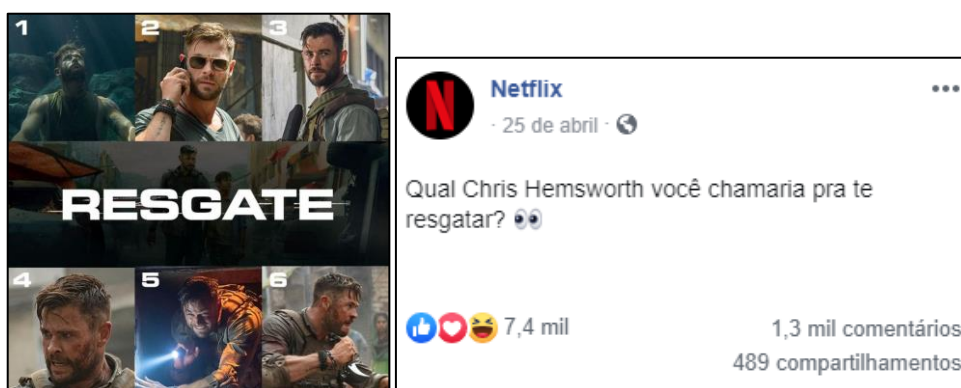 1 2 3
RESGATE
4 5 6
N
Netflix
· 25 de abril ·
Qual Chris Hemsworth você chamaria pra te
resgatar? 👀
7,4 mil
1,3 mil comentários
489 compartilhamentos